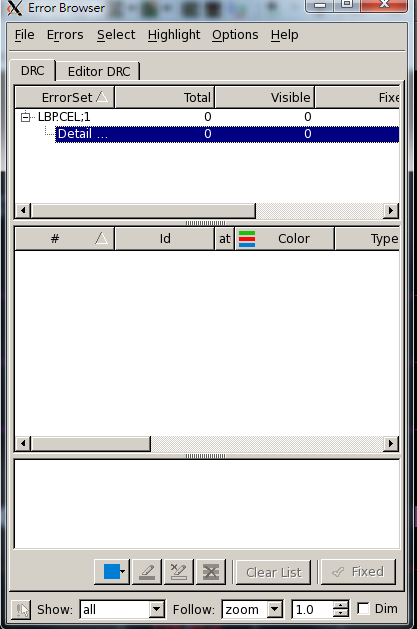 Error Browser
File Errors Select Highlight Options Help
DRC Editor DRC
ErrorSet Total Visible Fixe
LBP.CEL;1 0 0
Detail ... 0 0
# Id at Color Type
Clear List Fixed
Show: all Follow: zoom 1.0 Dim